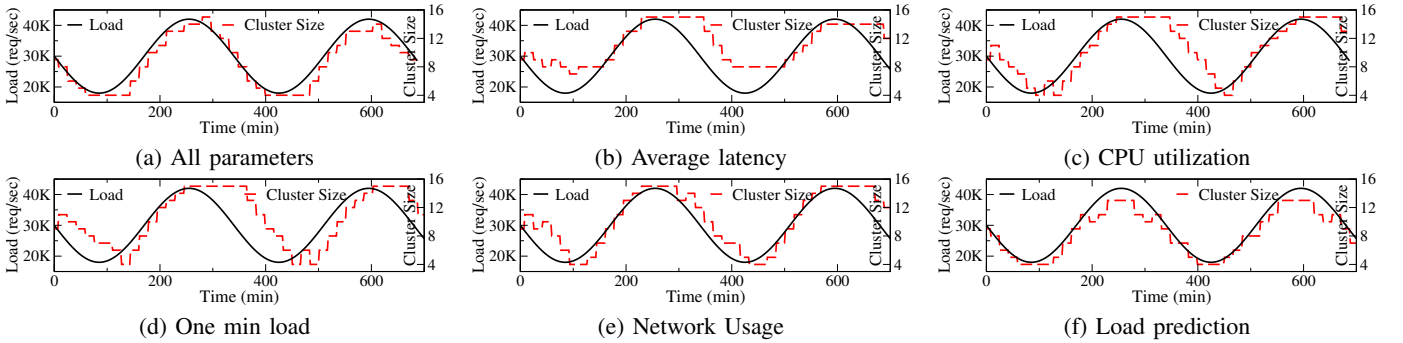 40K
30K
20K
Load (req/sec)
Load
Cluster Size
16
12
8
4
Cluster Size
0
200
400
600
Time (min)
(a) All parameters
40K
30K
20K
Load (req/sec)
Load
Cluster Size
16
12
8
4
Cluster Size
0
200
400
600
Time (min)
(b) Average latency
40K
30K
20K
Load (req/sec)
Load
Cluster Size
16
12
8
4
Cluster Size
0
200
400
600
Time (min)
(c) CPU utilization
40K
30K
20K
Load (req/sec)
Load
Cluster Size
16
12
8
4
Cluster Size
0
200
400
600
Time (min)
(d) One min load
40K
30K
20K
Load (req/sec)
Load
Cluster Size
16
12
8
4
Cluster Size
0
200
400
600
Time (min)
(e) Network Usage
40K
30K
20K
Load (req/sec)
Load
Cluster Size
16
12
8
4
Cluster Size
0
200
400
600
Time (min)
(f) Load prediction